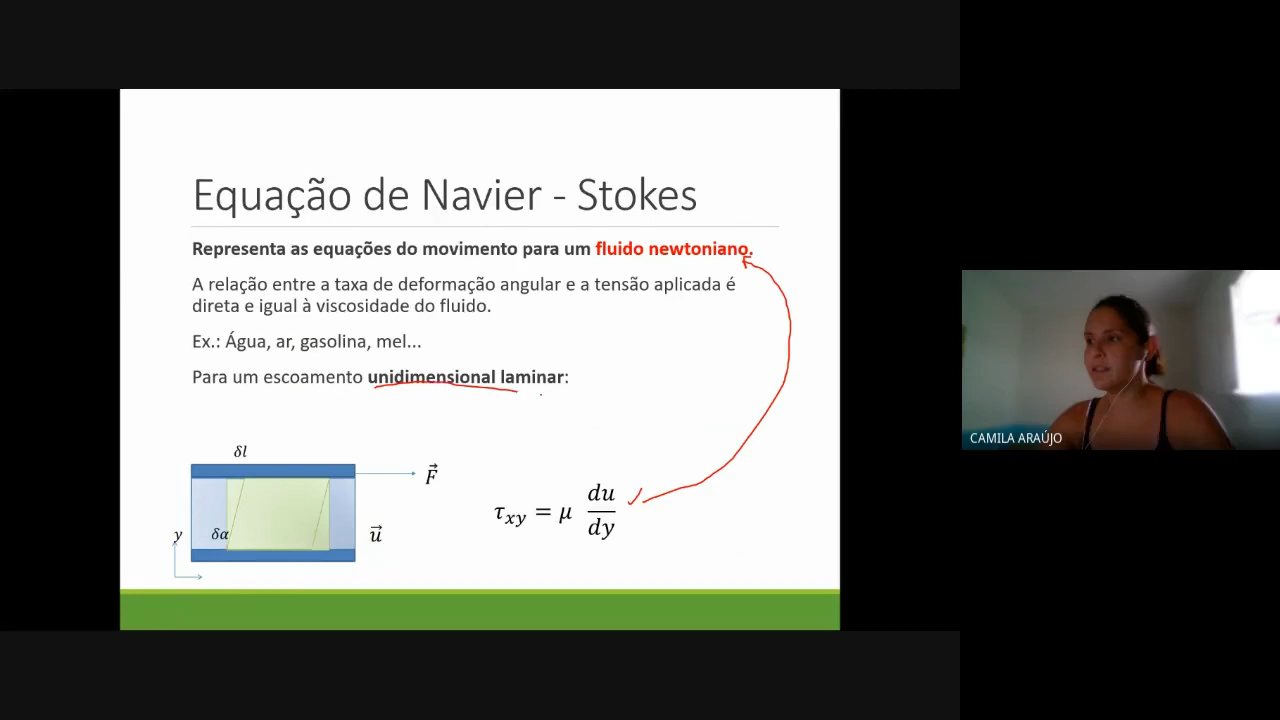 Equação de Navier - Stokes
Representa as equações do movimento para um fluido newtoniano.
A relação entre a taxa de deformação angular e a tensão aplicada é
direta e igual à viscosidade do fluido.
Ex.: Água, ar, gasolina, mel...
Para um escoamento unidimensional laminar:
δl
F⃗
y
δα
u⃗
τ_xy = μ du/dy
CAMILA ARAÚJO